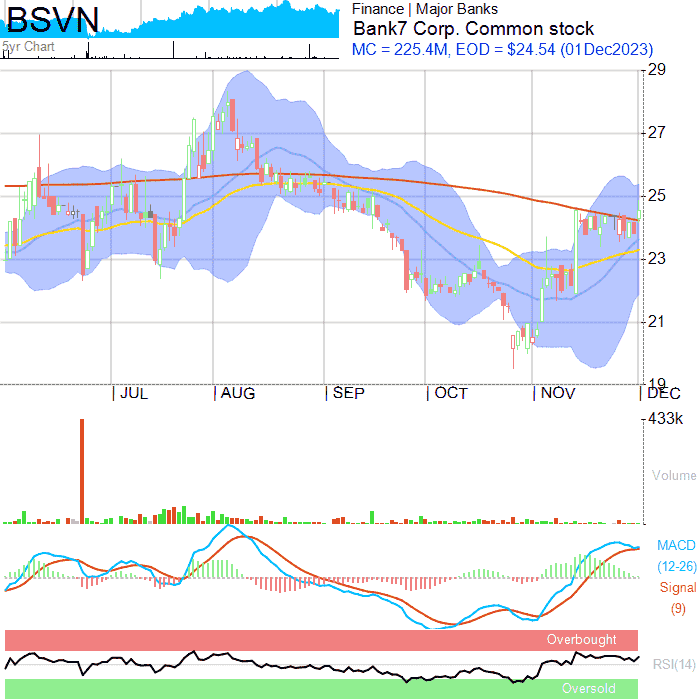 BSVN
5yr Chart
Finance | Major Banks
Bank7 Corp. Common stock
MC = 225.4M, EOD = $24.54 (01Dec2023)
29
27
25
23
21
19
JUL AUG SEP OCT NOV DEC
433k
Volume
MACD
(12-26)
Signal
(9)
Overbought
RSI(14)
Oversold